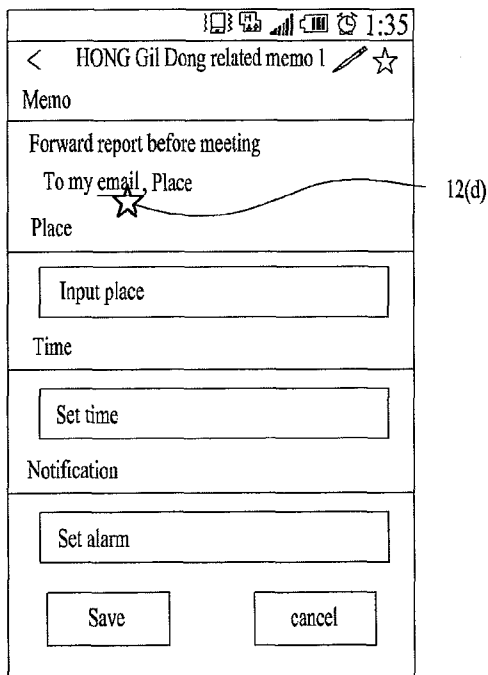 1:35
< HONG Gil Dong related memo 1
Memo
Forward report before meeting
To my email, Place
12(d)
Place
Input place
Time
Set time
Notification
Set alarm
Save cancel